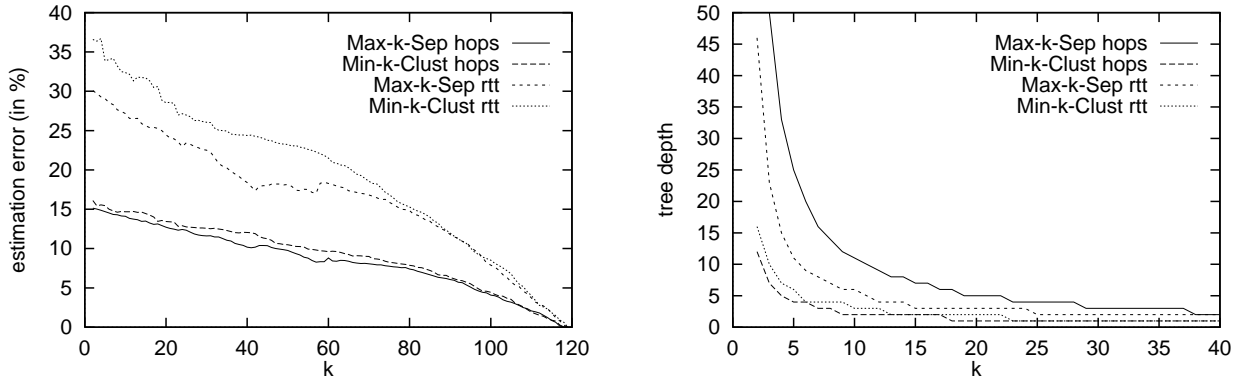 40
35
30
25
20
15
10
5
0
estimation error (in %)
0 20 40 60 80 100 120
k
Max-k-Sep hops
Min-k-Clust hops
Max-k-Sep rtt
Min-k-Clust rtt
50
45
40
35
30
25
20
15
10
5
0
tree depth
0 5 10 15 20 25 30 35 40
k
Max-k-Sep hops
Min-k-Clust hops
Max-k-Sep rtt
Min-k-Clust rtt